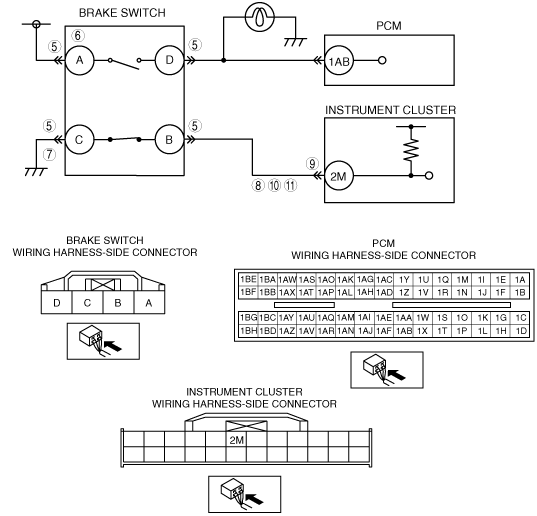 BRAKE SWITCH
PCM
5 6 5
A D 1AB
INSTRUMENT CLUSTER
5 5
C B
7 9
8 10 11 2M
BRAKE SWITCH
WIRING HARNESS-SIDE CONNECTOR
D C B A
PCM
WIRING HARNESS-SIDE CONNECTOR
1BE 1BA 1AW 1AS 1AO 1AK 1AG 1AC 1Y 1U 1Q 1M 1I 1E 1A
1BF 1BB 1AX 1AT 1AP 1AL 1AH 1AD 1Z 1V 1R 1N 1J 1F 1B
1BG 1BC 1AY 1AU 1AQ 1AM 1AI 1AE 1AA 1W 1S 1O 1K 1G 1C
1BH 1BD 1AZ 1AV 1AR 1AN 1AJ 1AF 1AB 1X 1T 1P 1L 1H 1D
INSTRUMENT CLUSTER
WIRING HARNESS-SIDE CONNECTOR
2M